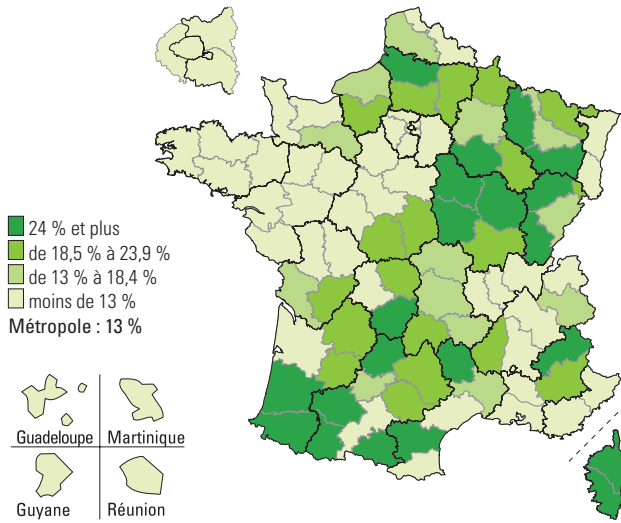 24 % et plus
de 18,5 % à 23,9 %
de 13 % à 18,4 %
moins de 13 %
Métropole : 13 %
Guadeloupe
Martinique
Guyane
Réunion